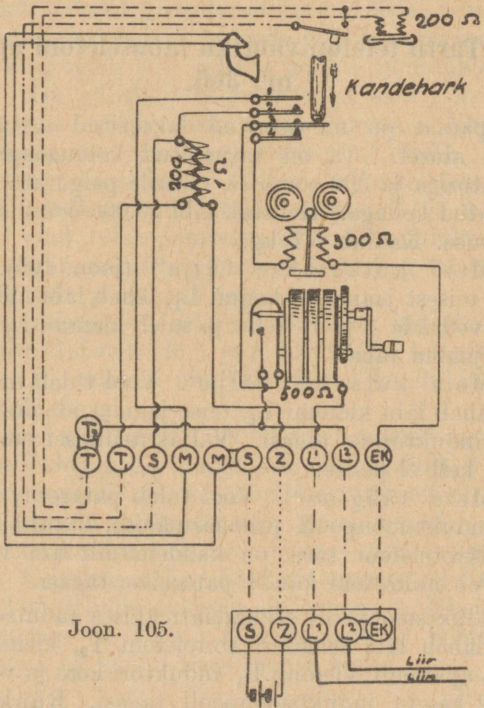 200 Ω
Kandehark
1
2
3
4
200
1 Ω
300 Ω
500 Ω
T₂
T T₁ S M M S Z L¹ L² EK
Joon. 105.
S Z L¹ L² EK
Liin
Liin